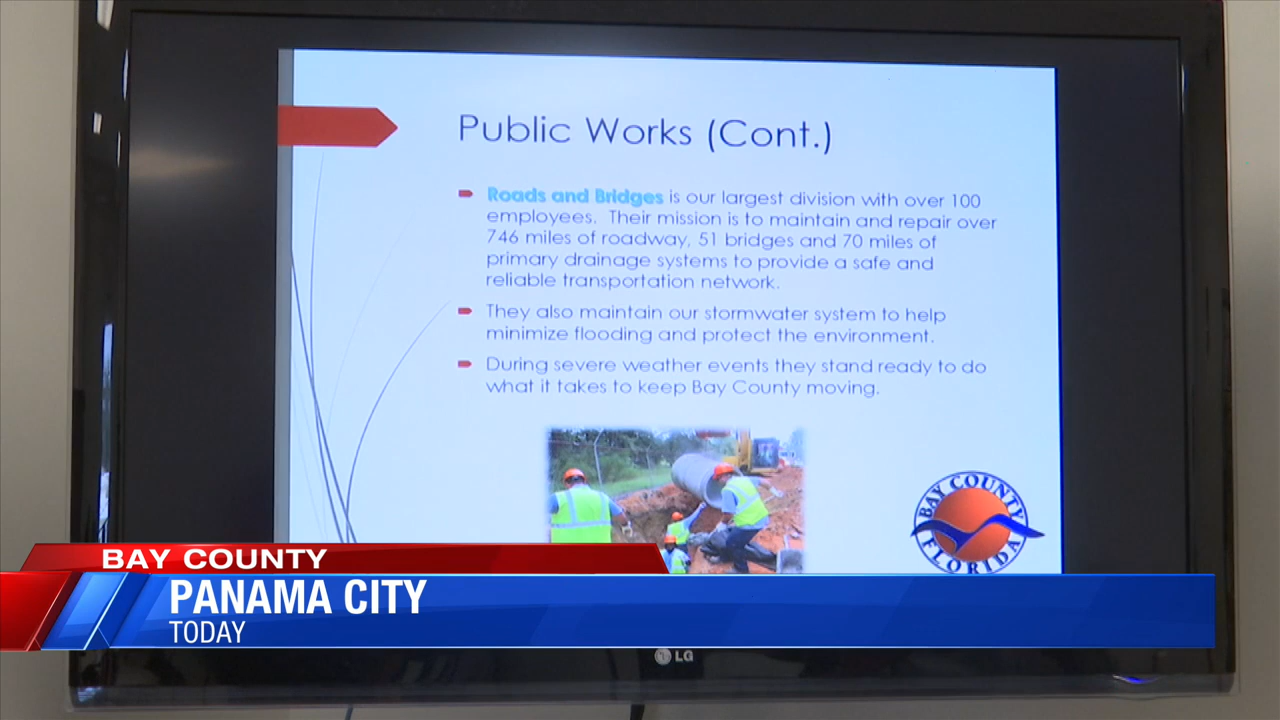 Public Works (Cont.)
Roads and Bridges is our largest division with over 100
employees. Their mission is to maintain and repair over
746 miles of roadway, 51 bridges and 70 miles of
primary drainage systems to provide a safe and
reliable transportation network.
They also maintain our stormwater system to help
minimize flooding and protect the environment.
During severe weather events they stand ready to do
what it takes to keep Bay County moving.
BAY COUNTY
FLORIDA
BAY COUNTY
PANAMA CITY
TODAY
LG